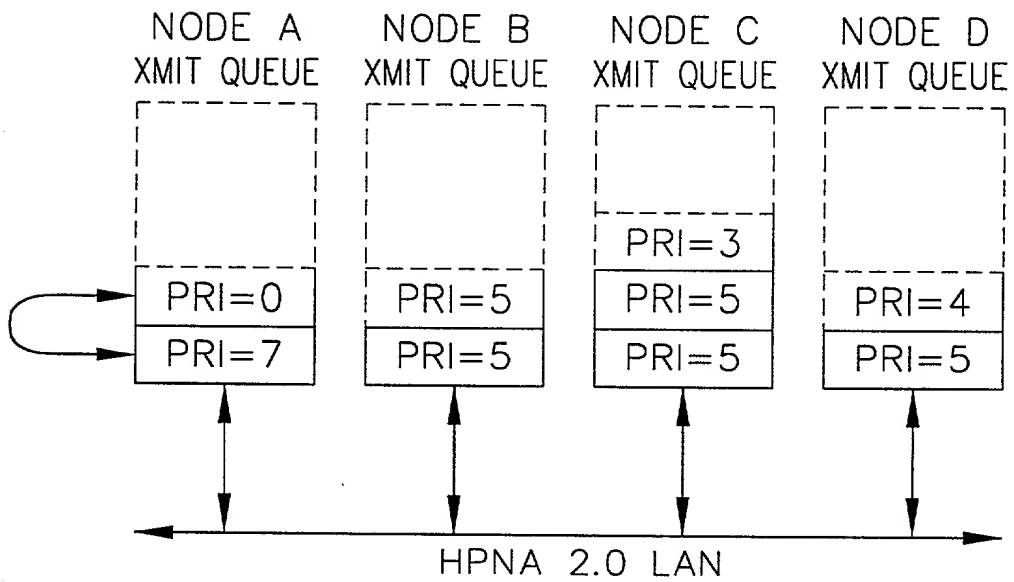 NODE A
XMIT QUEUE
NODE B
XMIT QUEUE
NODE C
XMIT QUEUE
NODE D
XMIT QUEUE
PRI=0
PRI=7
PRI=5
PRI=5
PRI=3
PRI=5
PRI=5
PRI=4
PRI=5
HPNA 2.0 LAN